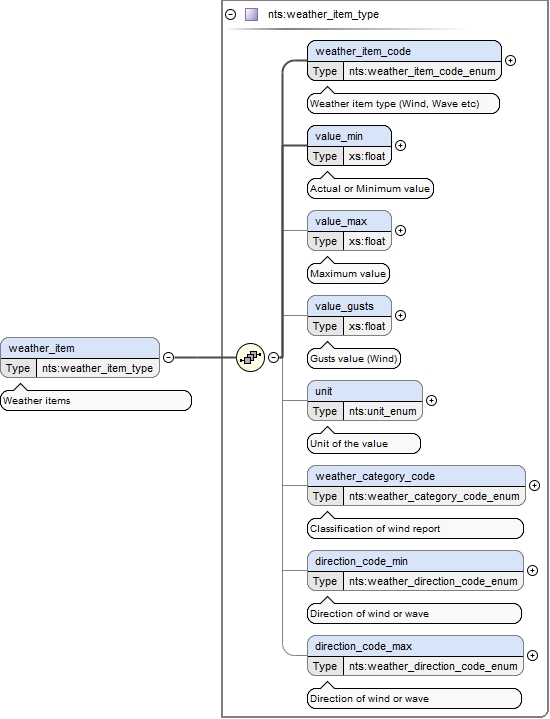 nts:weather_item_type
weather_item_code
Type nts:weather_item_code_enum
Weather item type (Wind, Wave etc)
value_min
Type xs:float
Actual or Minimum value
value_max
Type xs:float
Maximum value
value_gusts
Type xs:float
Gusts value (Wind)
weather_item
Type nts:weather_item_type
Weather items
unit
Type nts:unit_enum
Unit of the value
weather_category_code
Type nts:weather_category_code_enum
Classification of wind report
direction_code_min
Type nts:weather_direction_code_enum
Direction of wind or wave
direction_code_max
Type nts:weather_direction_code_enum
Direction of wind or wave